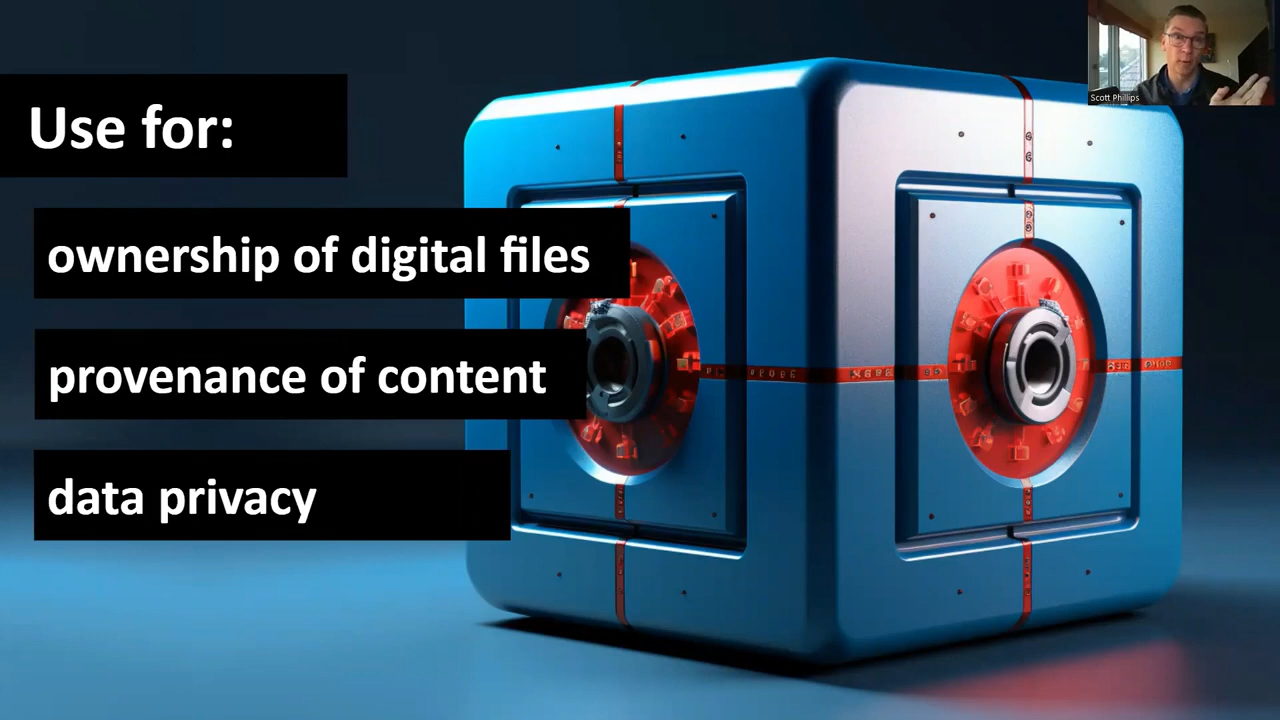 Use for:
ownership of digital files
provenance of content
data privacy
Scott Phillips